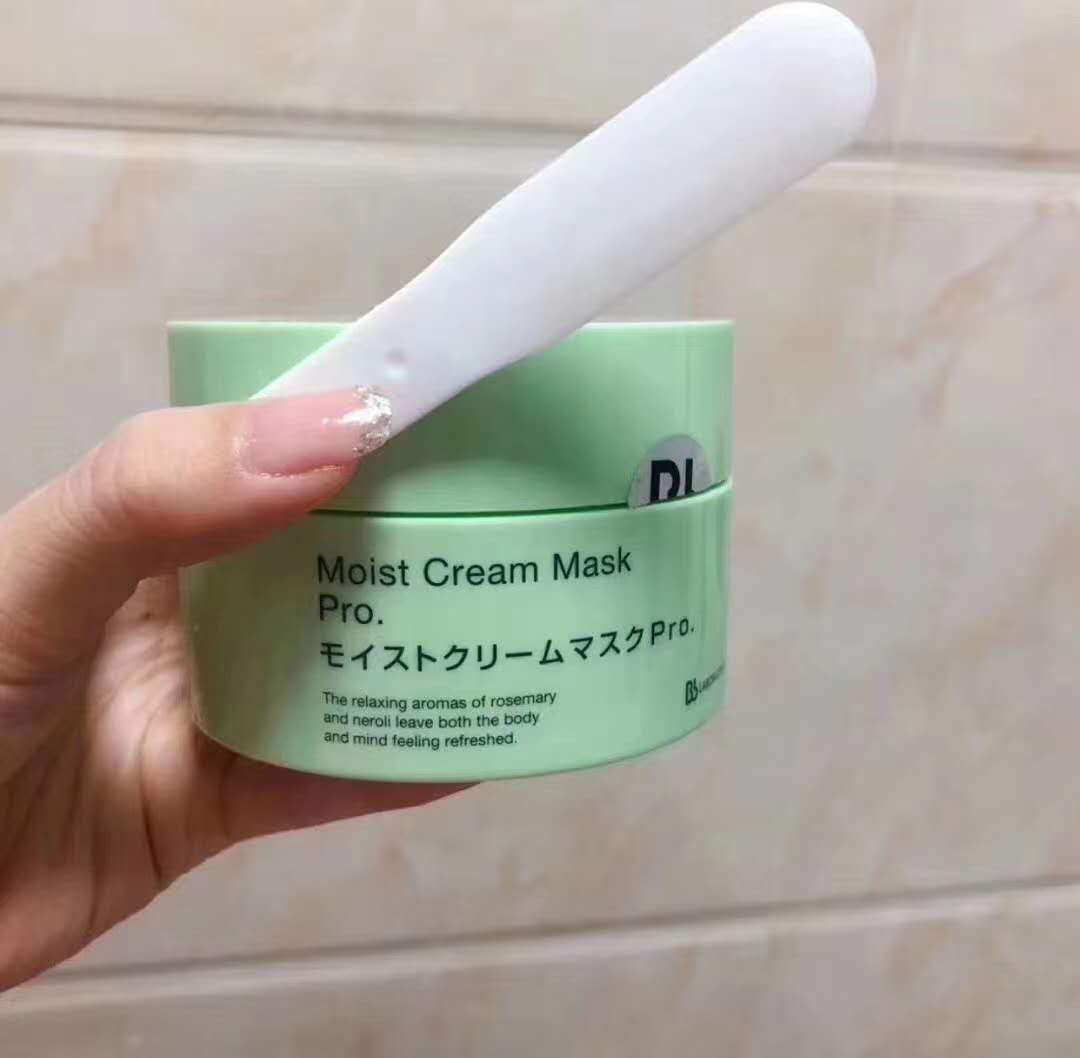 Moist Cream Mask
Pro.
モイストクリームマスクPro.
The relaxing aromas of rosemary
and neroli leave both the body
and mind feeling refreshed.